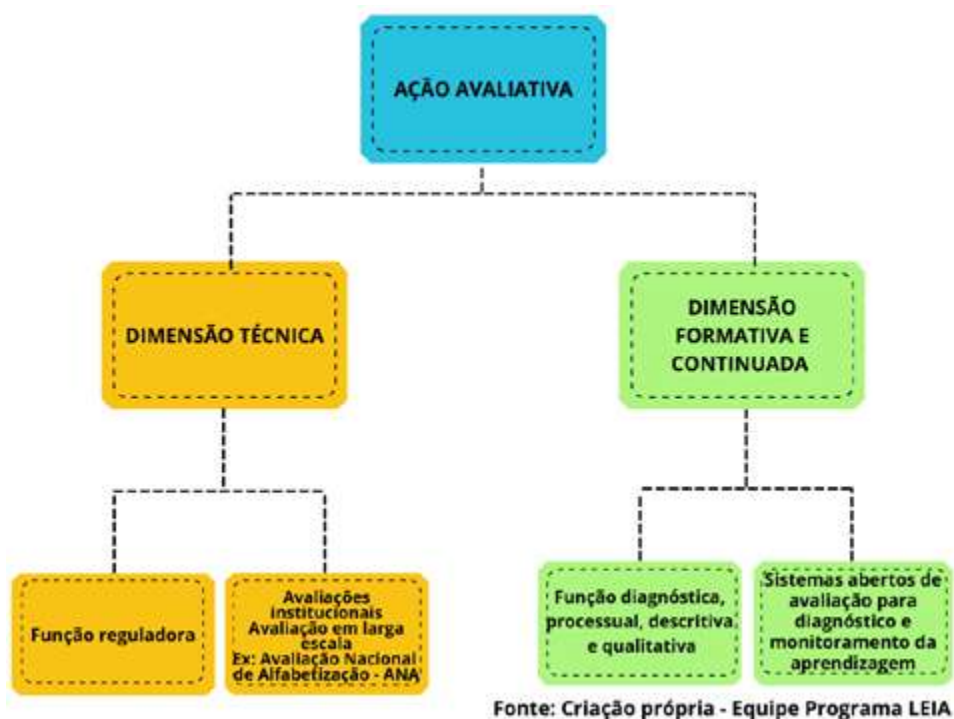 AÇÃO AVALIATIVA
DIMENSÃO TÉCNICA
DIMENSÃO
FORMATIVA E
CONTINUADA
Função reguladora
Avaliações
institucionais
Avaliação em larga
escala
Ex: Avaliação Nacional
de Alfabetização - ANA
Função diagnóstica,
processual, descritiva
e qualitativa
Sistemas abertos de
avaliação para
diagnóstico e
monitoramento da
aprendizagem
Fonte: Criação própria - Equipe Programa LEIA